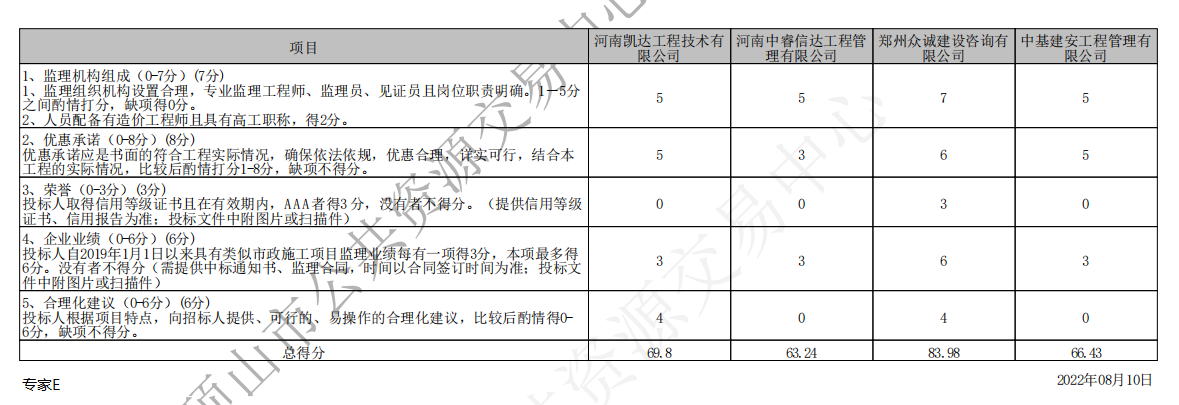 项目 河南凯达工程技术有限公司 河南中睿信达工程管理有限公司 郑州众诚建设咨询有限公司 中基建安工程管理有限公司
1、监理机构组成（0-7分）(7分)
1、监理组织机构设置合理，专业监理工程师、监理员、见证员且岗位职责明确。1—5分
之间酌情打分，缺项得0分。
2、人员配备有造价工程师且具有高工职称，得2分。
5 5 7 5
2、优惠承诺（0-8分）(8分)
优惠承诺应是书面的符合工程实际情况，确保依法依规，优惠合理，详实可行，结合本
工程的实际情况，比较后酌情打分1-8分，缺项不得分。
5 3 6 5
3、荣誉（0-3分）(3分)
投标人取得信用等级证书且在有效期内，AAA者得3 分，没有者不得分。（提供信用等级
证书、信用报告为准；投标文件中附图片或扫描件）
0 0 3 0
4、企业业绩（0-6分）(6分)
投标人自2019年1月1日以来具有类似市政施工项目监理业绩每有一项得3分，本项最多得
6分。没有者不得分（需提供中标通知书、监理合同，时间以合同签订时间为准；投标文
件中附图片或扫描件）
3 3 6 3
5、合理化建议（0-6分）(6分)
投标人根据项目特点，向招标人提供、可行的、易操作的合理化建议，比较后酌情得0-
6分，缺项不得分。
4 0 4 0
总得分 69.8 63.24 83.98 66.43
专家E
2022年08月10日
顶山市公共资源交易中心
资源交易中心